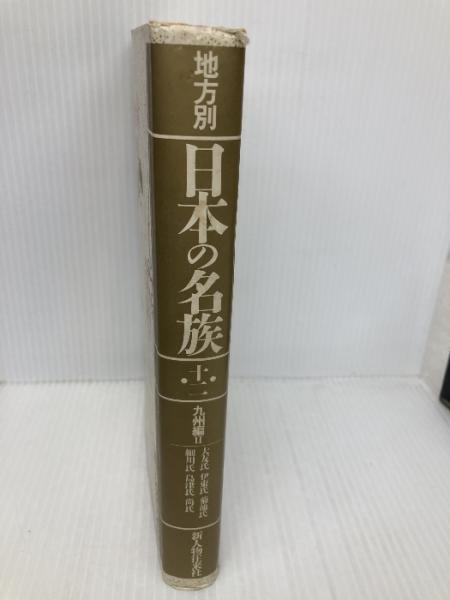 地方別
日本の名族
十二
九州編II
大友氏 伊東氏 菊池氏
細川氏 島津氏 尚氏
新人物往来社